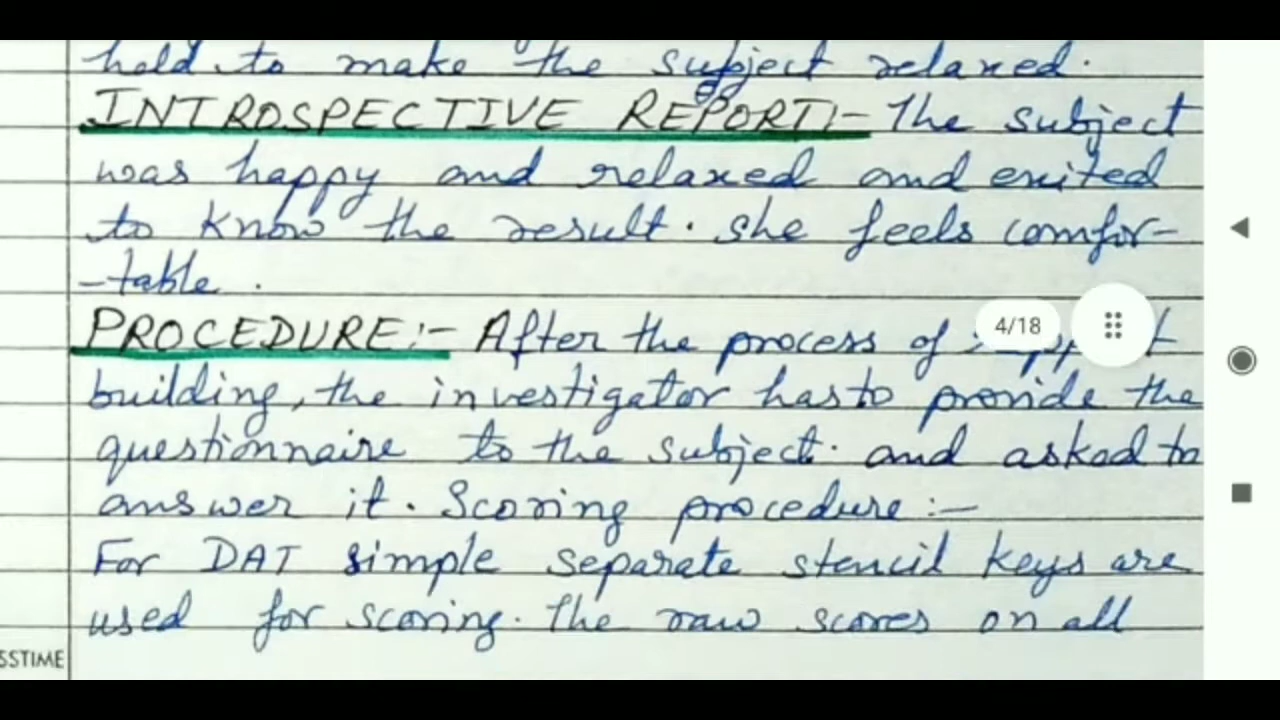 held to make the subject relaxed.
INTROSPECTIVE REPORT:- The subject
was happy and relaxed and exited
to know the result. She feels comfor-
-table.
PROCEDURE:- After the process of
4/18
building, the investigator has to provide the
questionnaire to the subject. and asked to
answer it. Scoring procedure:-
For DAT simple separate stencil keys are
used for scoring. The raw scores on all
SSTIME